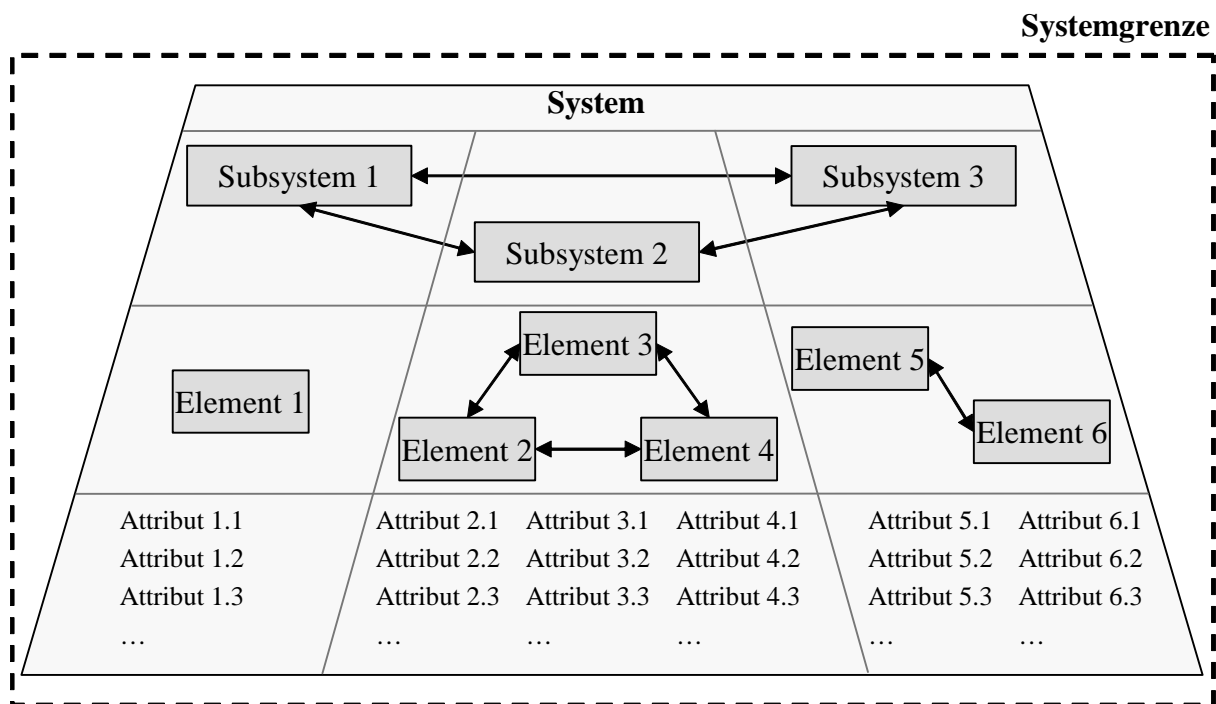 Systemgrenze
System
Subsystem 1
Subsystem 3
Subsystem 2
Element 3
Element 5
Element 1
Element 6
Element 2
Element 4
Attribut 1.1 Attribut 2.1 Attribut 3.1 Attribut 4.1 Attribut 5.1 Attribut 6.1
Attribut 1.2 Attribut 2.2 Attribut 3.2 Attribut 4.2 Attribut 5.2 Attribut 6.2
Attribut 1.3 Attribut 2.3 Attribut 3.3 Attribut 4.3 Attribut 5.3 Attribut 6.3
… … … … … …